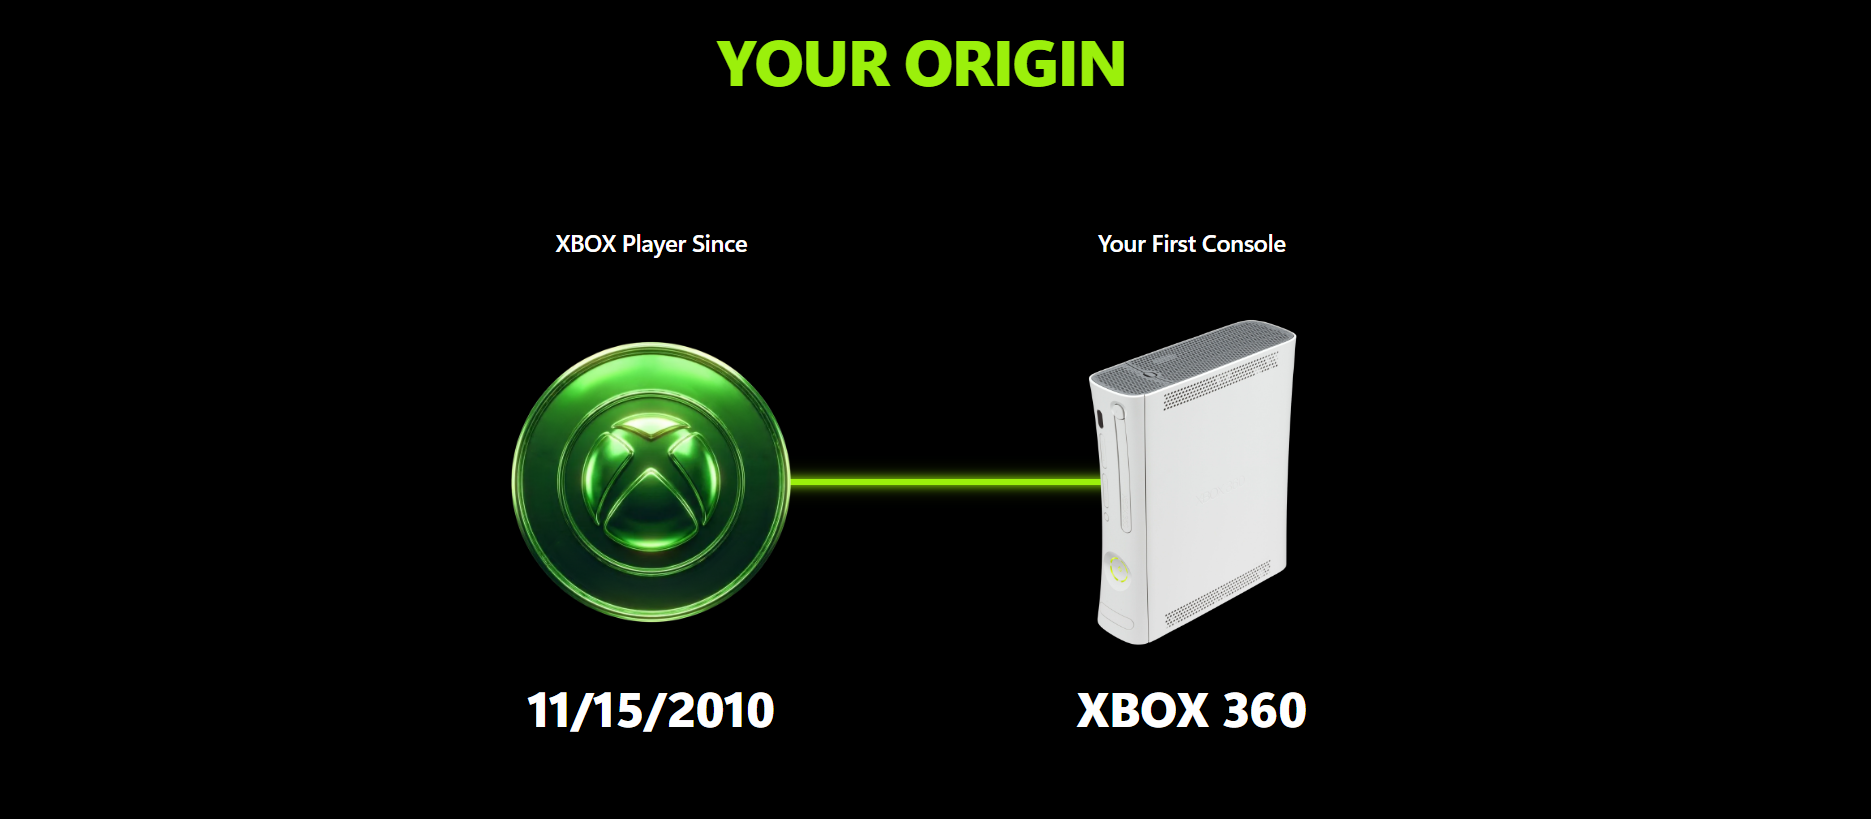 YOUR ORIGIN
XBOX Player Since
Your First Console
11/15/2010
XBOX 360